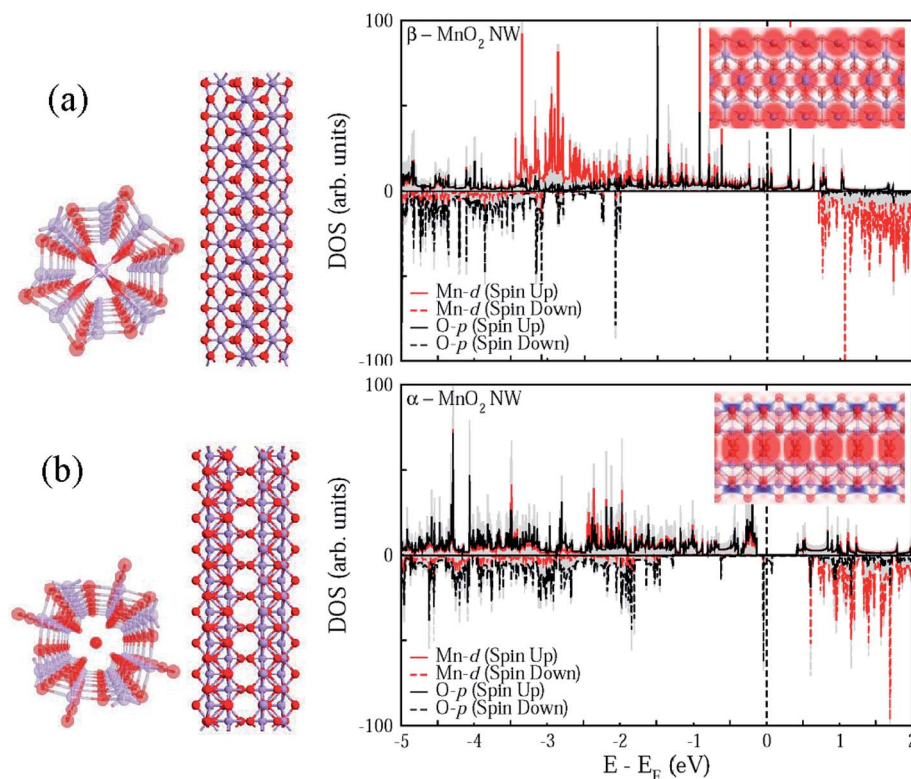 (a)
100
β – MnO₂ NW
DOS (arb. units)
0
Mn-d (Spin Up)
Mn-d (Spin Down)
O-p (Spin Up)
O-p (Spin Down)
-100
(b)
100
α – MnO₂ NW
DOS (arb. units)
0
Mn-d (Spin Up)
Mn-d (Spin Down)
O-p (Spin Up)
O-p (Spin Down)
-100
-5 -4 -3 -2 -1 0 1 2
E - E_F (eV)